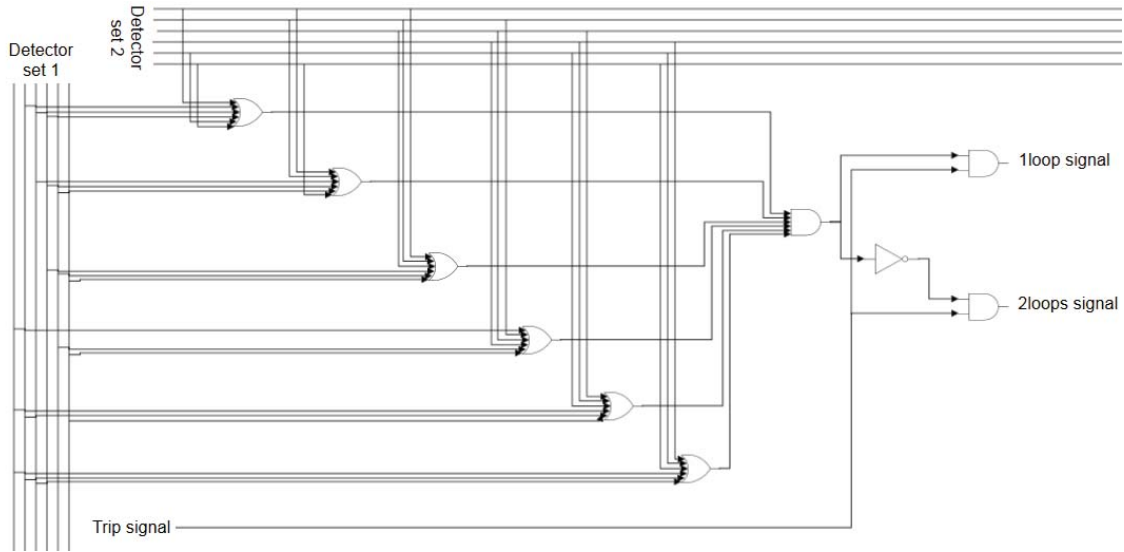 Detector
set 2
Detector
set 1
1loop signal
2loops signal
Trip signal